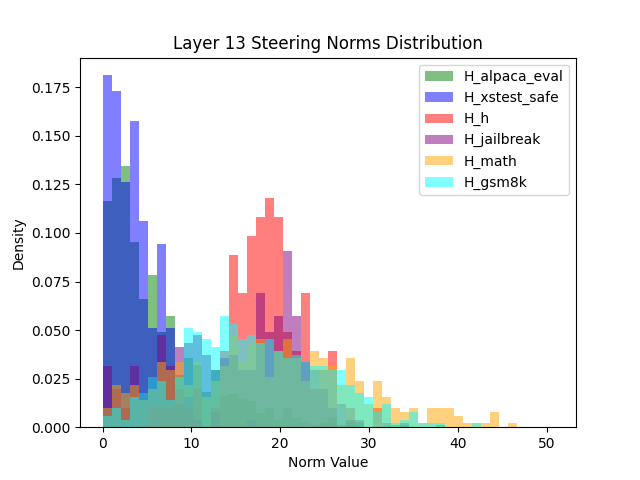 Layer 13 Steering Norms Distribution
H_alpaca_eval
H_xstest_safe
H_h
H_jailbreak
H_math
H_gsm8k
0.175
0.150
0.125
0.100
0.075
0.050
0.025
0.000
Density
0 10 20 30 40 50
Norm Value